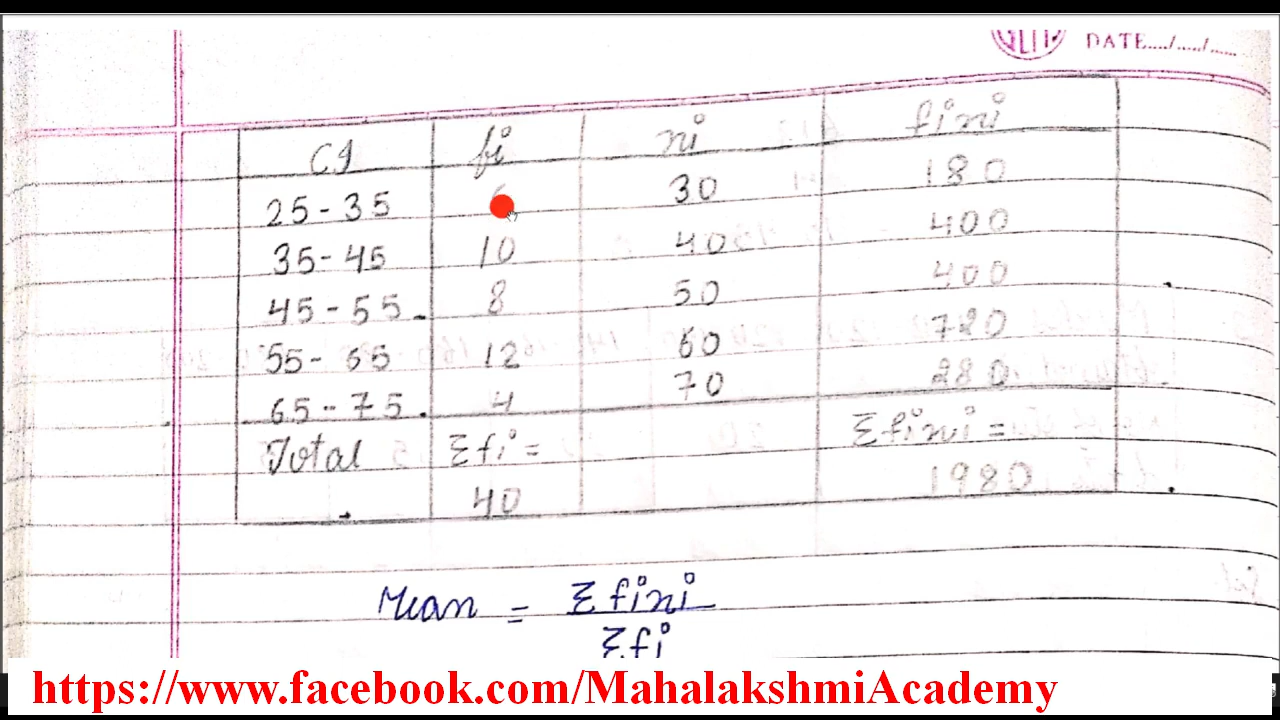 DATE..../...../......
CI fi xi fixi
25-35 30 180
35-45 10 40 400
45-55 8 50 400
55-65 12 60 720
65-75 4 70 280
Total Σfi= Σfixi=
40 1980
Mean = Σfixi
Σfi
https://www.facebook.com/MahalakshmiAcademy